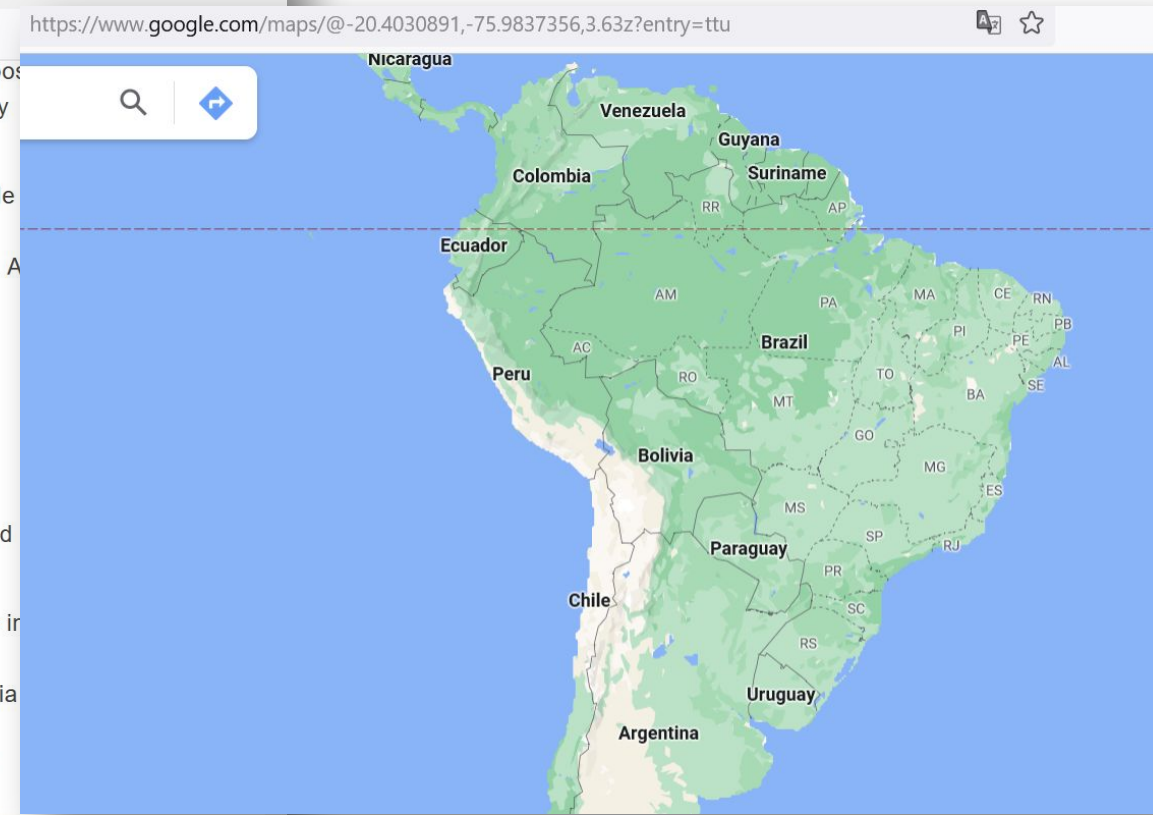 https://www.google.com/maps/@-20.4030891,-75.9837356,3.63z?entry=ttu
Nicaragua
Venezuela
Guyana
Colombia
Suriname
RR
AP
Ecuador
AM
PA
MA
CE
RN
PB
PI
PE
Brazil
AC
AL
Peru
RO
TO
SE
MT
BA
GO
Bolivia
MG
ES
MS
SP
RJ
Paraguay
PR
Chile
SC
RS
Uruguay
Argentina